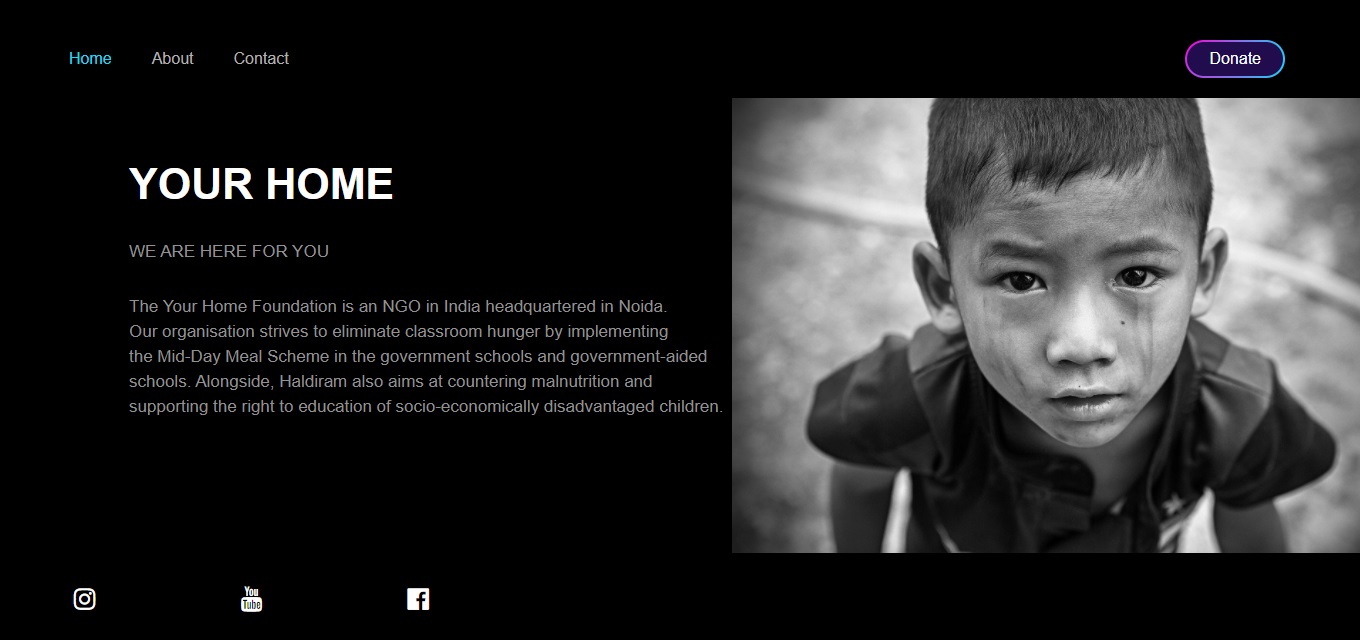 Home About Contact Donate
YOUR HOME
WE ARE HERE FOR YOU
The Your Home Foundation is an NGO in India headquartered in Noida.
Our organisation strives to eliminate classroom hunger by implementing
the Mid-Day Meal Scheme in the government schools and government-aided
schools. Alongside, Haldiram also aims at countering malnutrition and
supporting the right to education of socio-economically disadvantaged children.
You
Tube